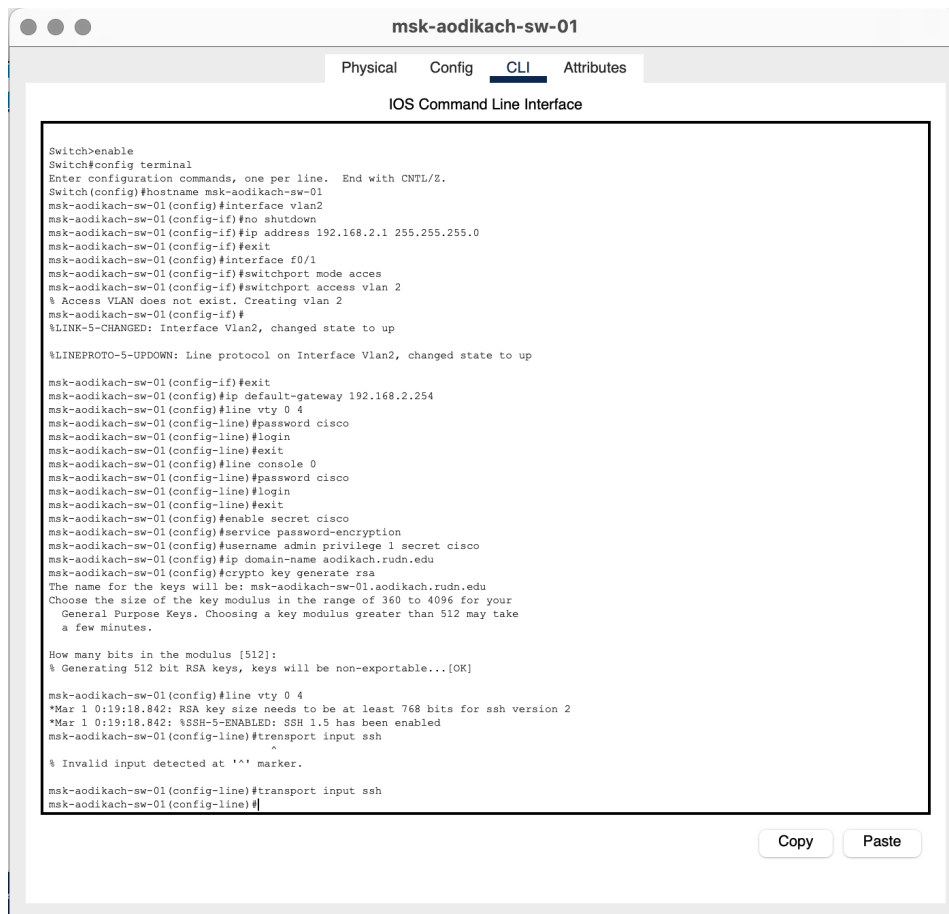 msk-aodikach-sw-01
Physical Config CLI Attributes
IOS Command Line Interface
Switch>enable
Switch#config terminal
Enter configuration commands, one per line.  End with CNTL/Z.
Switch(config)#hostname msk-aodikach-sw-01
msk-aodikach-sw-01(config)#interface vlan2
msk-aodikach-sw-01(config-if)#no shutdown
msk-aodikach-sw-01(config-if)#ip address 192.168.2.1 255.255.255.0
msk-aodikach-sw-01(config-if)#exit
msk-aodikach-sw-01(config)#interface f0/1
msk-aodikach-sw-01(config-if)#switchport mode acces
msk-aodikach-sw-01(config-if)#switchport access vlan 2
% Access VLAN does not exist. Creating vlan 2
msk-aodikach-sw-01(config-if)#
%LINK-5-CHANGED: Interface Vlan2, changed state to up
%LINEPROTO-5-UPDOWN: Line protocol on Interface Vlan2, changed state to up
msk-aodikach-sw-01(config-if)#exit
msk-aodikach-sw-01(config)#ip default-gateway 192.168.2.254
msk-aodikach-sw-01(config)#line vty 0 4
msk-aodikach-sw-01(config-line)#password cisco
msk-aodikach-sw-01(config-line)#login
msk-aodikach-sw-01(config-line)#exit
msk-aodikach-sw-01(config)#line console 0
msk-aodikach-sw-01(config-line)#password cisco
msk-aodikach-sw-01(config-line)#login
msk-aodikach-sw-01(config-line)#exit
msk-aodikach-sw-01(config)#enable secret cisco
msk-aodikach-sw-01(config)#service password-encryption
msk-aodikach-sw-01(config)#username admin privilege 1 secret cisco
msk-aodikach-sw-01(config)#ip domain-name aodikach.rudn.edu
msk-aodikach-sw-01(config)#crypto key generate rsa
The name for the keys will be: msk-aodikach-sw-01.aodikach.rudn.edu
Choose the size of the key modulus in the range of 360 to 4096 for your
General Purpose Keys. Choosing a key modulus greater than 512 may take
a few minutes.
How many bits in the modulus [512]:
% Generating 512 bit RSA keys, keys will be non-exportable...[OK]
msk-aodikach-sw-01(config)#line vty 0 4
*Mar 1 0:19:18.842: RSA key size needs to be at least 768 bits for ssh version 2
*Mar 1 0:19:18.842: %SSH-5-ENABLED: SSH 1.5 has been enabled
msk-aodikach-sw-01(config-line)#trensport input ssh
^
% Invalid input detected at '^' marker.
msk-aodikach-sw-01(config-line)#transport input ssh
msk-aodikach-sw-01(config-line)#
Copy Paste